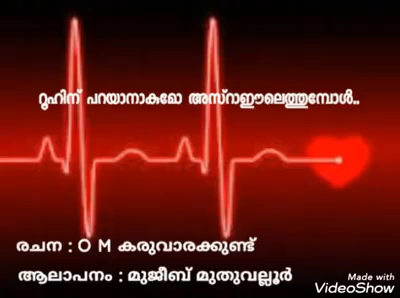 റൂഹിന് പറയാനാകുമോ അസ്റാഈലെത്തുമ്പോൾ..
രചന : O M കരുവാരക്കുണ്ട്
ആലാപനം : മുജീബ് മുതുവല്ലൂർ
Made with
VideoShow